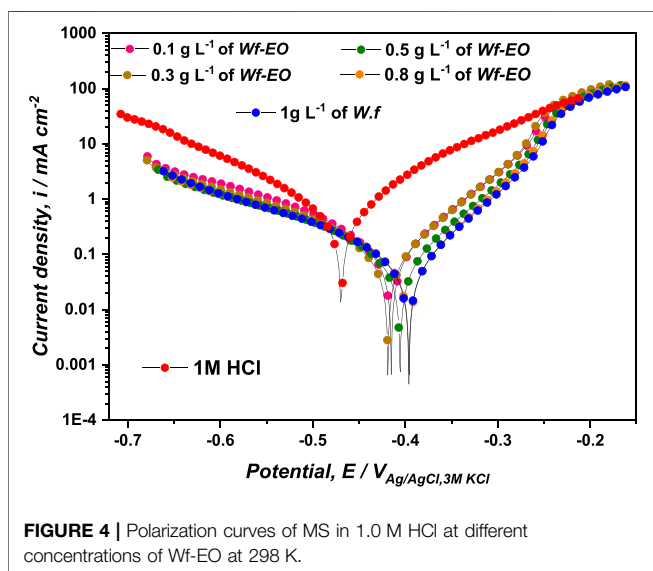 1000
100
10
1
0.1
0.01
0.001
1E-4
Current density, i / mA cm⁻²
0.1 g L⁻¹ of Wf-EO
0.5 g L⁻¹ of Wf-EO
0.3 g L⁻¹ of Wf-EO
0.8 g L⁻¹ of Wf-EO
1g L⁻¹ of W.f
1M HCl
-0.7 -0.6 -0.5 -0.4 -0.3 -0.2
Potential, E / V Ag/AgCl,3M KCl
FIGURE 4 | Polarization curves of MS in 1.0 M HCl at different
concentrations of Wf-EO at 298 K.